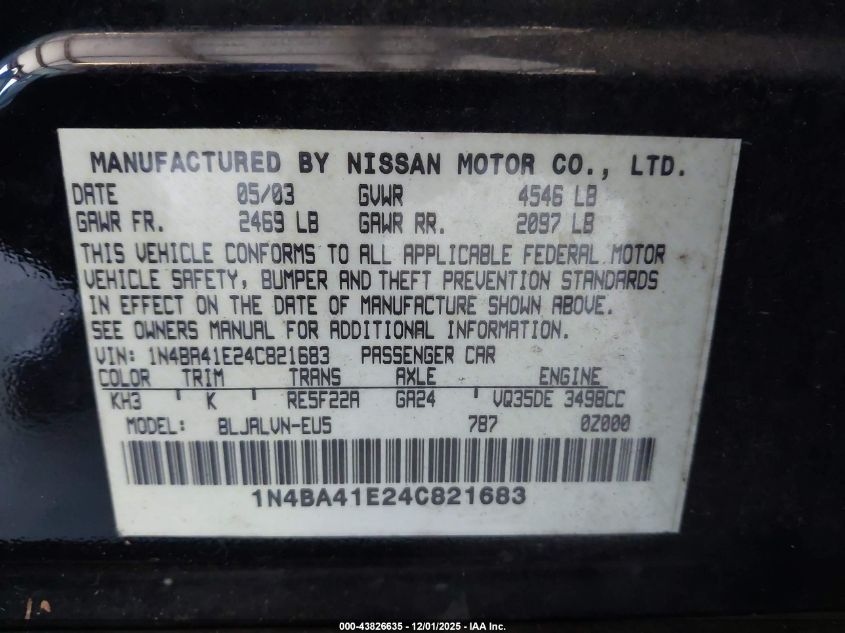 MANUFACTURED BY NISSAN MOTOR CO., LTD.
DATE 05/03 GVWR 4546 LB
GAWR FR. 2469 LB GAWR RR. 2097 LB
THIS VEHICLE CONFORMS TO ALL APPLICABLE FEDERAL MOTOR
VEHICLE SAFETY, BUMPER AND THEFT PREVENTION STANDARDS
IN EFFECT ON THE DATE OF MANUFACTURE SHOWN ABOVE.
SEE OWNERS MANUAL FOR ADDITIONAL INFORMATION.
VIN: 1N4BA41E24C821683 PASSENGER CAR
COLOR TRIM TRANS AXLE ENGINE
KH3 K RE5F22A GA24 VQ35DE 3498CC
MODEL: BLJALVN-EU5 787 0Z000
1N4BA41E24C821683
000-43826635 - 12/01/2025 - IAA Inc.